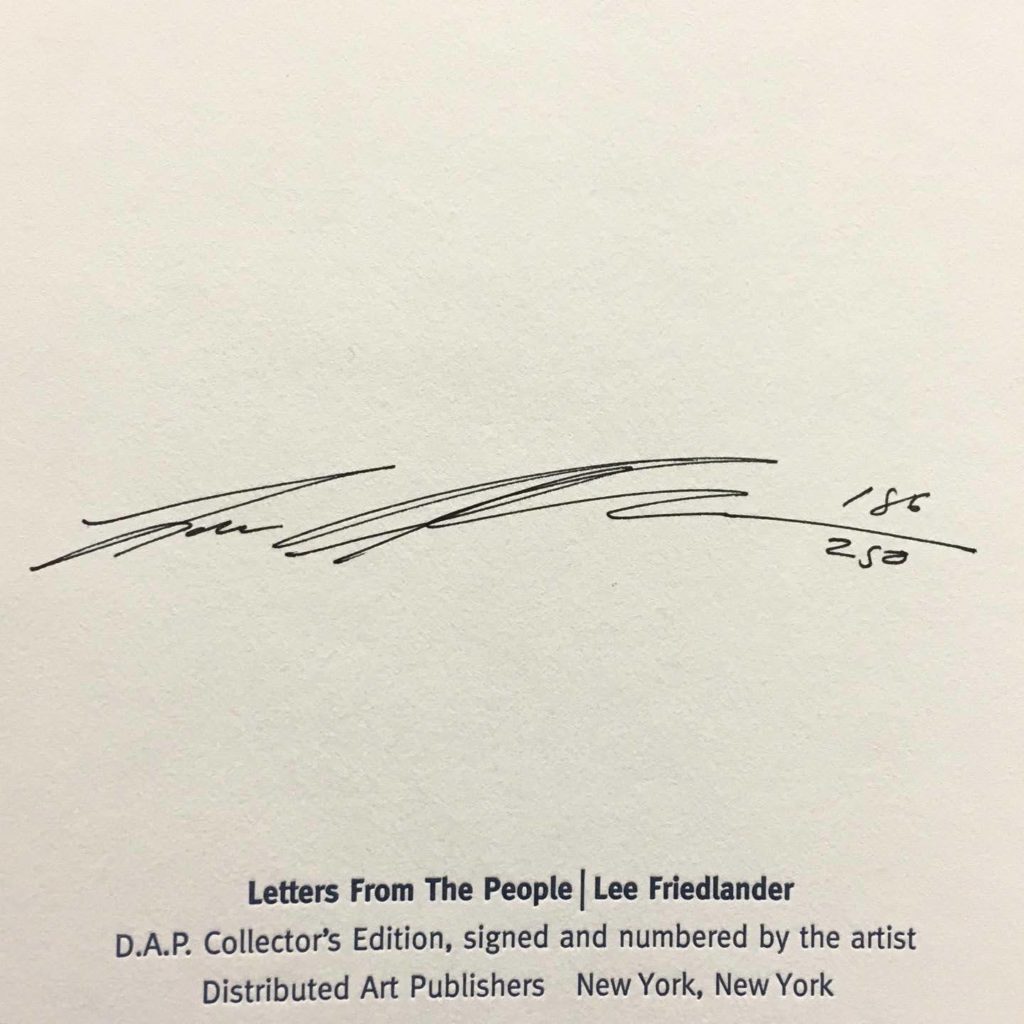 186
250
Letters From The People | Lee Friedlander
D.A.P. Collector's Edition, signed and numbered by the artist
Distributed Art Publishers New York, New York